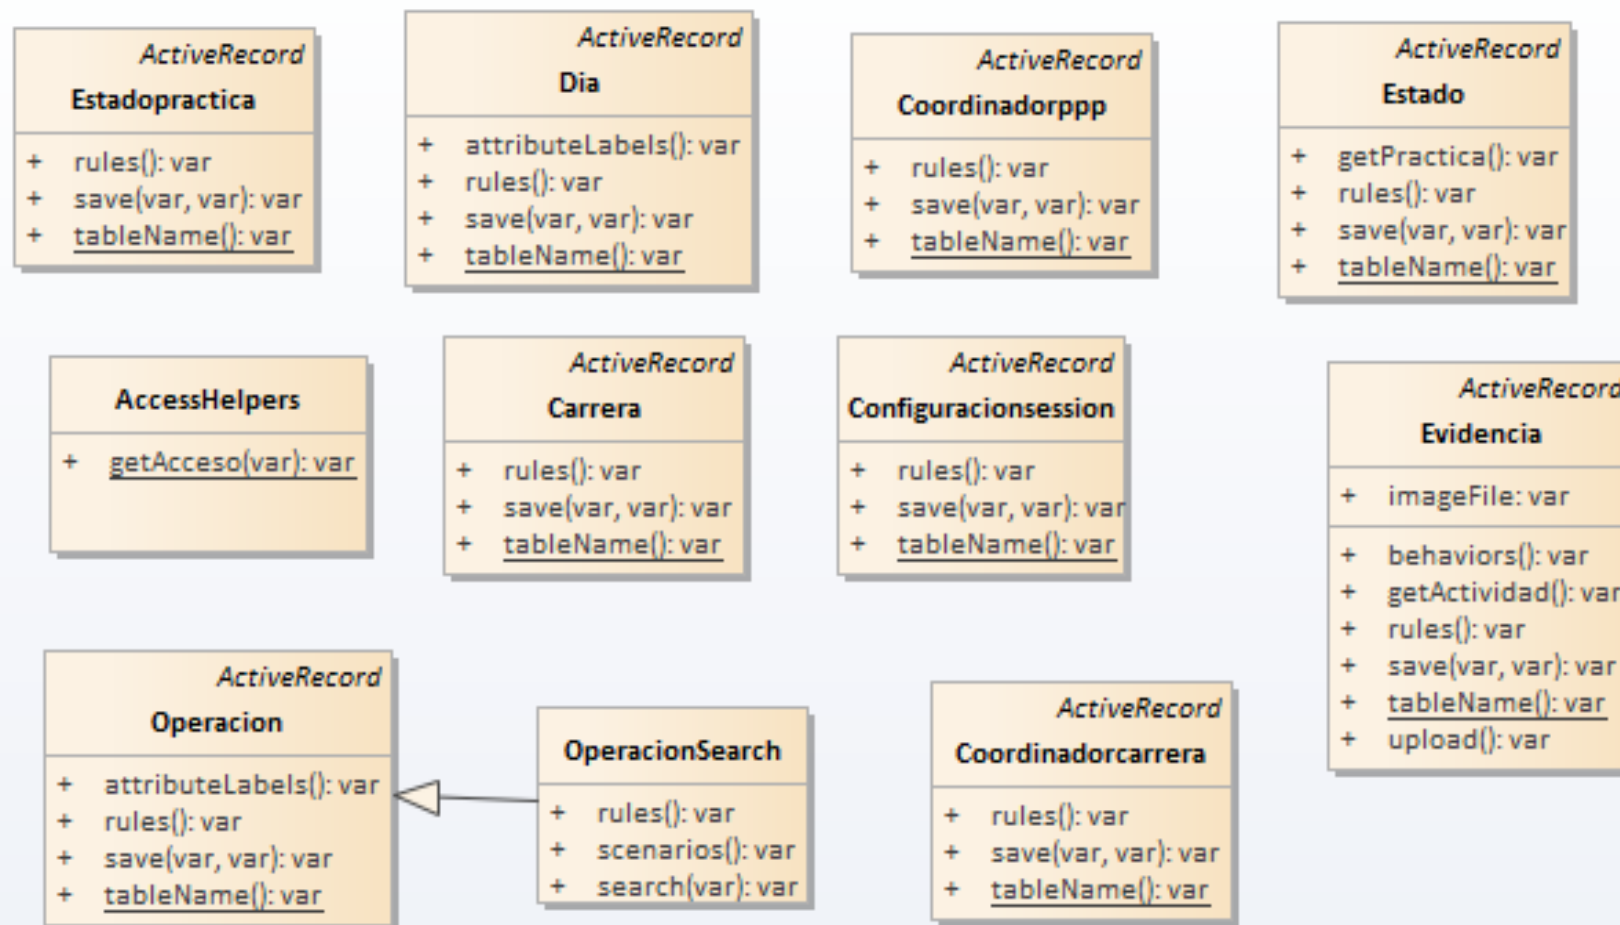 ActiveRecord
Estadopractica
+ rules(): var
+ save(var, var): var
+ tableName(): var
ActiveRecord
Dia
+ attributeLabels(): var
+ rules(): var
+ save(var, var): var
+ tableName(): var
ActiveRecord
Coordinadorppp
+ rules(): var
+ save(var, var): var
+ tableName(): var
ActiveRecord
Estado
+ getPractica(): var
+ rules(): var
+ save(var, var): var
+ tableName(): var
AccessHelpers
+ getAcceso(var): var
ActiveRecord
Carrera
+ rules(): var
+ save(var, var): var
+ tableName(): var
ActiveRecord
Configuracionsession
+ rules(): var
+ save(var, var): var
+ tableName(): var
ActiveRecord
Evidencia
+ imageFile: var
+ behaviors(): var
+ getActividad(): var
+ rules(): var
+ save(var, var): var
+ tableName(): var
+ upload(): var
ActiveRecord
Operacion
+ attributeLabels(): var
+ rules(): var
+ save(var, var): var
+ tableName(): var
OperacionSearch
+ rules(): var
+ scenarios(): var
+ search(var): var
ActiveRecord
Coordinadorcarrera
+ rules(): var
+ save(var, var): var
+ tableName(): var